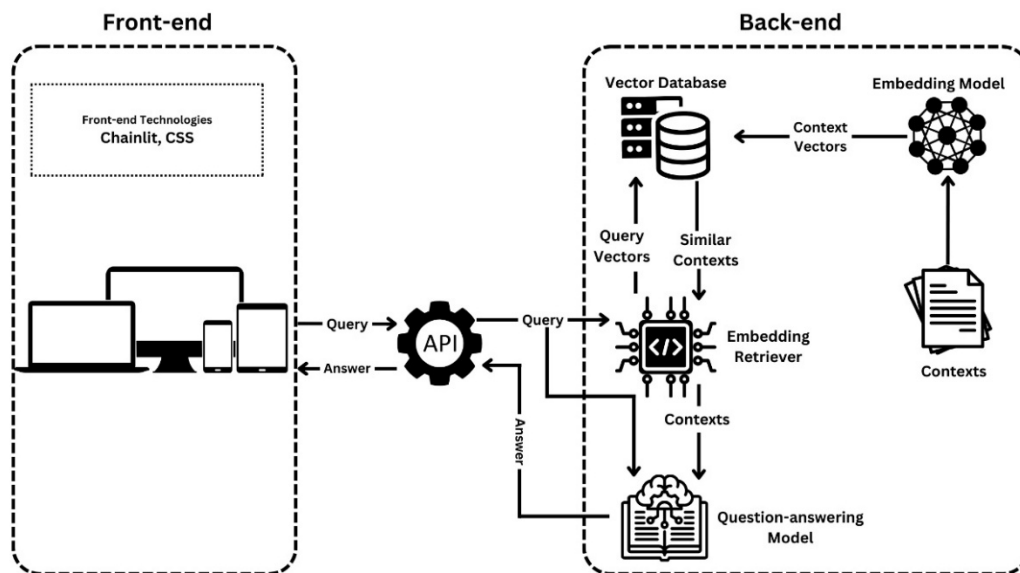 Front-end
Back-end
Front-end Technologies
Chainlit, CSS
Vector Database
Embedding Model
Context
Vectors
Query
Vectors
Similar
Contexts
Query
API
Query
Embedding
Retriever
Answer
Contexts
Contexts
Answer
Question-answering
Model